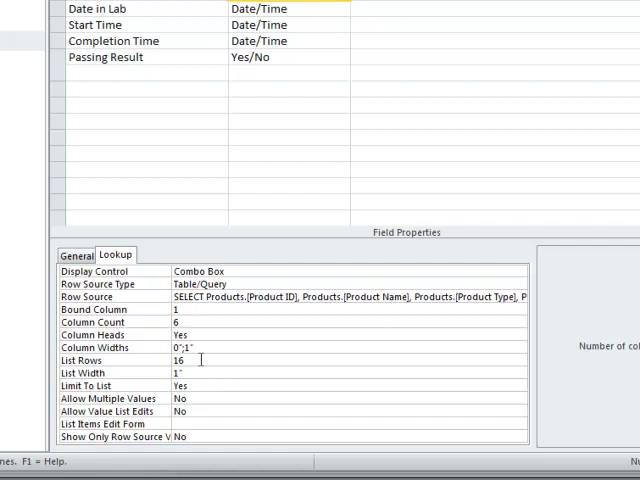 Date in Lab Date/Time
Start Time Date/Time
Completion Time Date/Time
Passing Result Yes/No
Field Properties
General Lookup
Display Control Combo Box
Row Source Type Table/Query
Row Source SELECT Products.[Product ID], Products.[Product Name], Products.[Product Type], P
Bound Column 1
Column Count 6
Column Heads Yes
Column Widths 0";1"
Number of col
List Rows 16
List Width 1"
Limit To List Yes
Allow Multiple Values No
Allow Value List Edits No
List Items Edit Form
Show Only Row Source V No
nes. F1 = Help. Nu